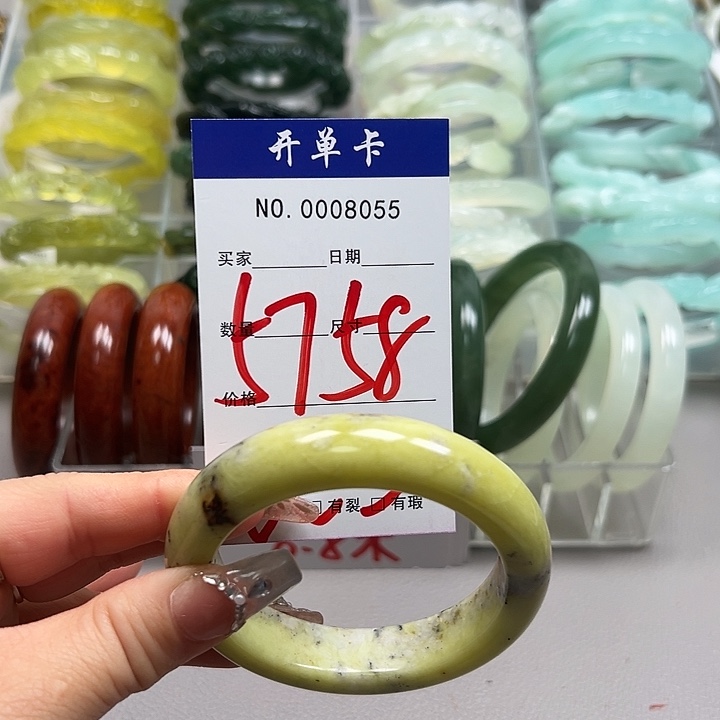 开单卡
NO.0008055
买家 日期
5758
数量 尺寸
价格
有裂 □ 有瑕